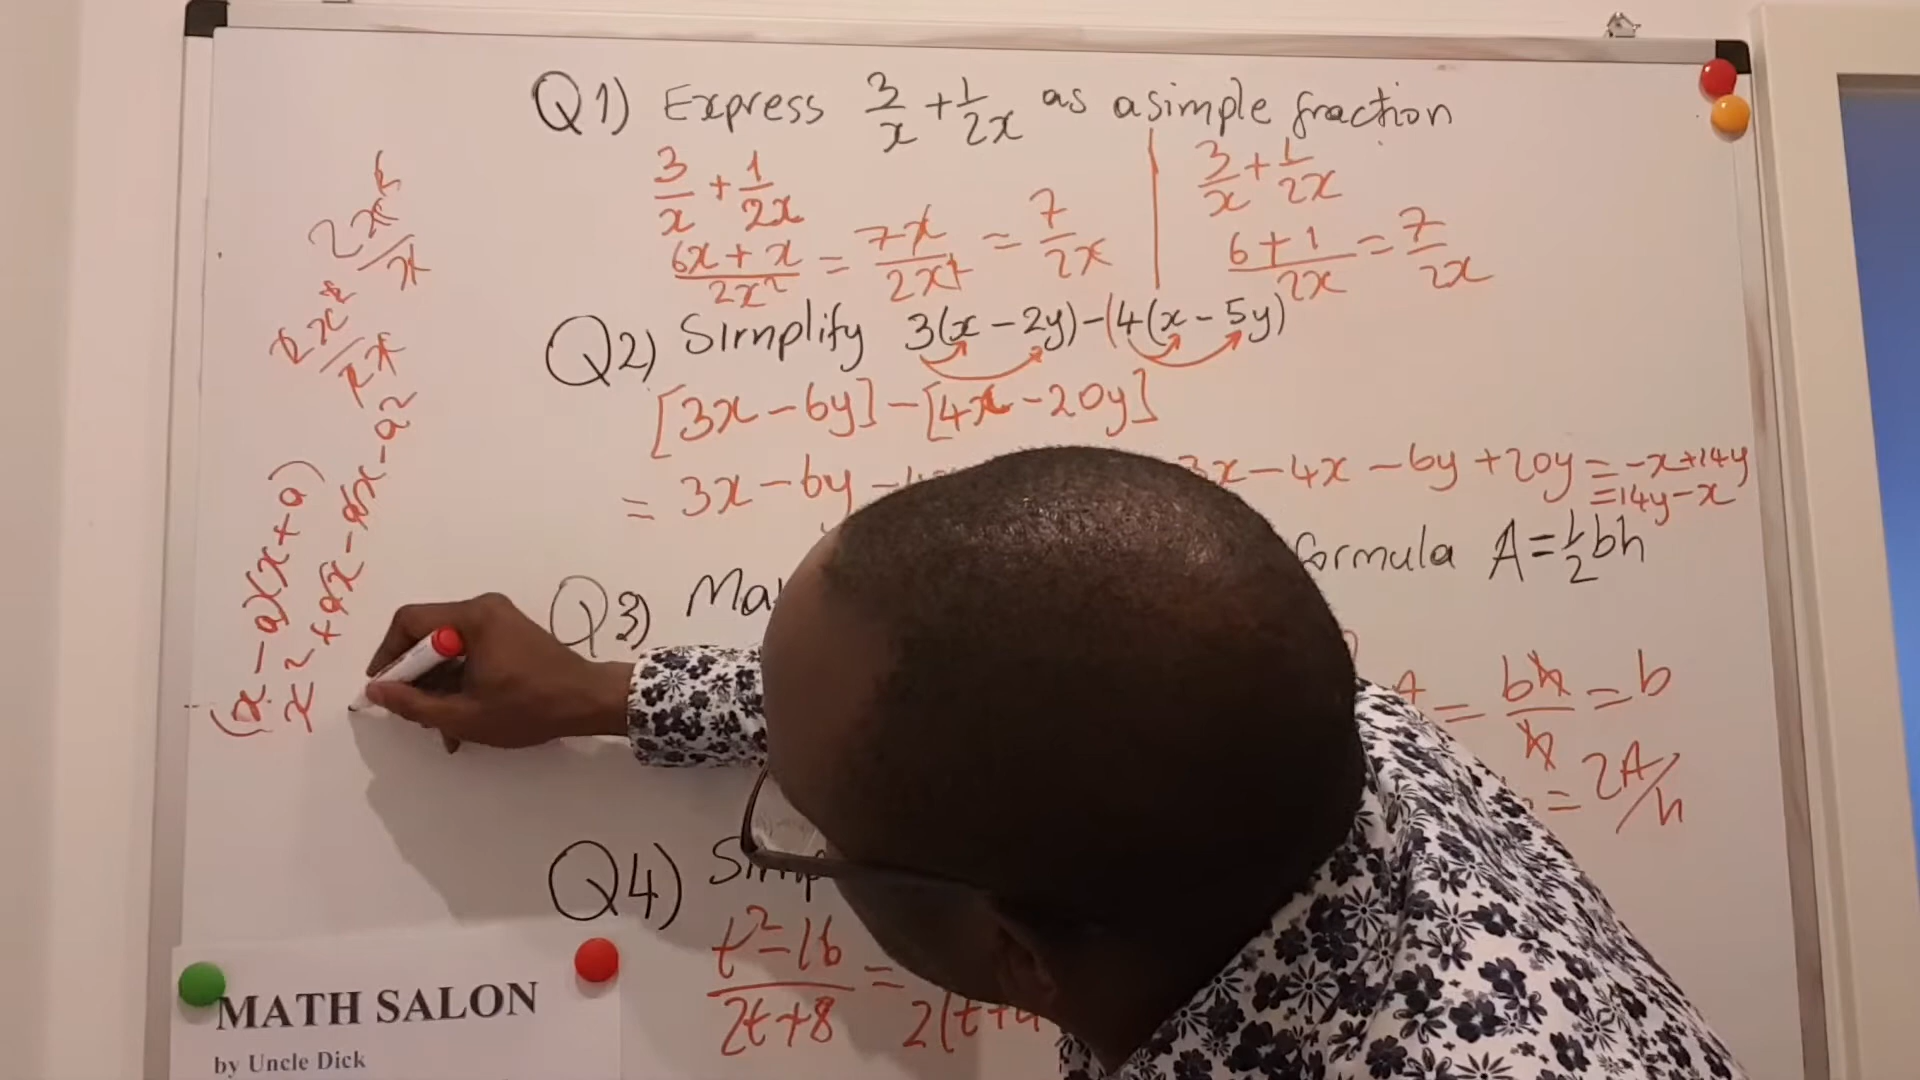 Q1) Express 3/x + 1/2x as a simple fraction
3/x + 1/2x
(6x + x)/2x² = 7x/2x² = 7/2x
3/x + 1/2x
(6 + 1)/2x = 7/2x
Q2) Simplify 3(x - 2y) - (4(x - 5y)
[3x - 6y] - [4x - 20y]
= 3x - 6y - 3x - 4x - 6y + 20y = -x + 14y
= 14y - x
Q3) Ma formula A = 1/2 bh
= bh/h = b
= 2A/h
Q4) Simp
(t² - 16)/(2t + 8) = 2(t + 4
(x - a)(x + a)
x² + ax - ax - a²
MATH SALON
by Uncle Dick